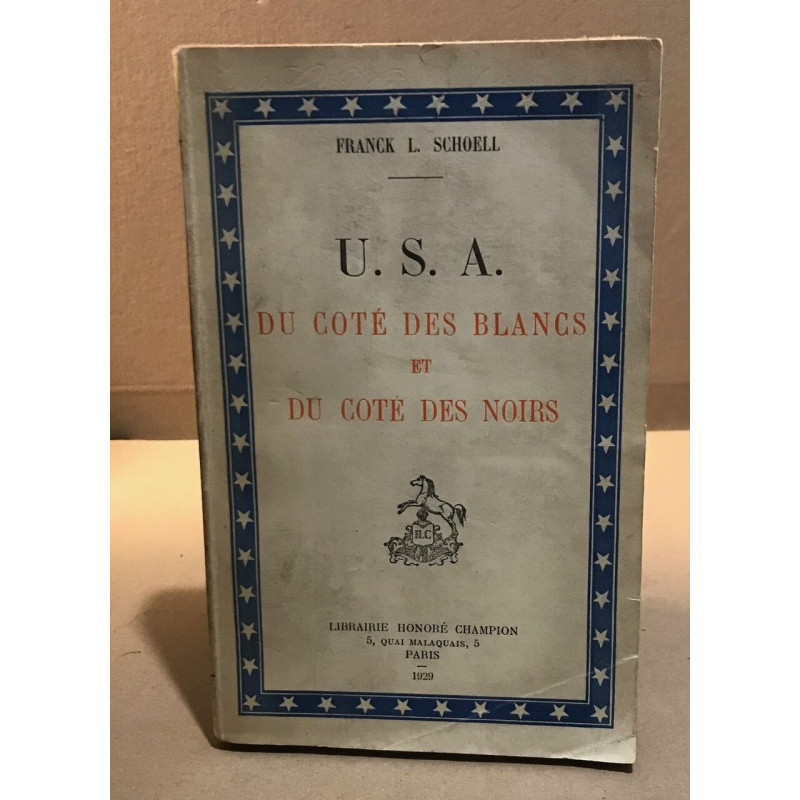 FRANCK L. SCHOELL
U. S. A.
DU COTÉ DES BLANCS
ET
DU COTÉ DES NOIRS
H.C
LIBRAIRIE HONORÉ CHAMPION
5, QUAI MALAQUAIS, 5
PARIS
1929